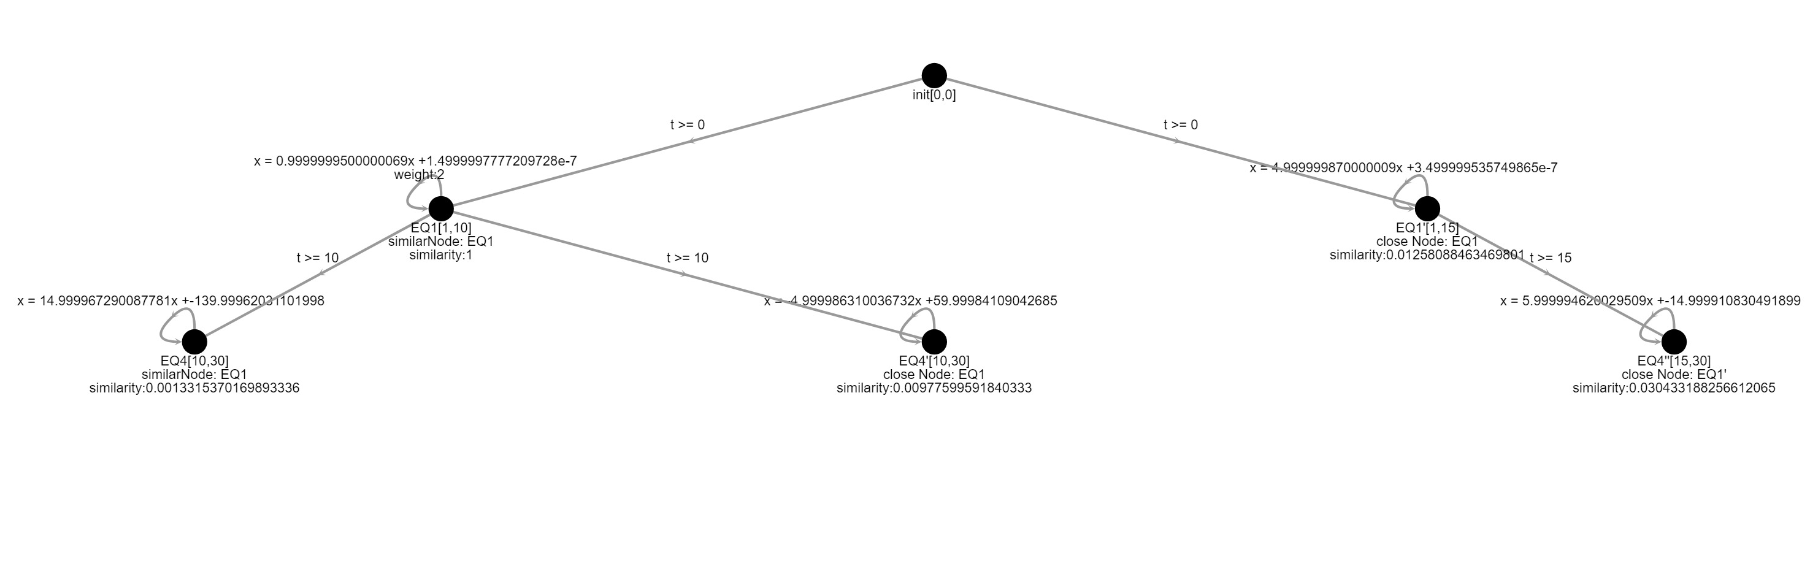 init[0,0]
t >= 0
t >= 0
x = 0.9999999500000069x +1.4999997777209728e-7
weight:2
x = 4.999999870000009x +3.499999535749865e-7
EQ1[1,10]
similarNode: EQ1
similarity:1
EQ1'[1,15]
close Node: EQ1
similarity:0.01258088463469801
t >= 10
t >= 10
t >= 15
x = 14.999967290087781x +-139.99962031101998
x = -4.999986310036732x +59.99984109042685
x = 5.999994620029509x +-14.999910830491899
EQ4[10,30]
similarNode: EQ1
similarity:0.0013315370169893336
EQ4'[10,30]
close Node: EQ1
similarity:0.00977599591840333
EQ4"[15,30]
close Node: EQ1'
similarity:0.030433188256612065